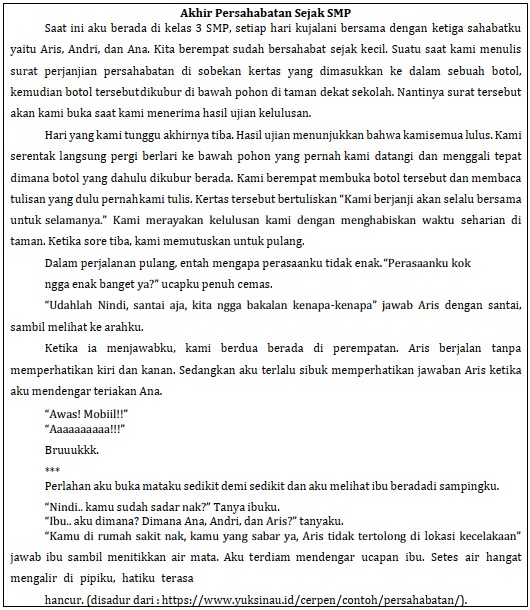 Akhir Persahabatan Sejak SMP
Saat ini aku berada di kelas 3 SMP, setiap hari kujalani bersama dengan ketiga sahabatku
yaitu Aris, Andri, dan Ana. Kita berempat sudah bersahabat sejak kecil. Suatu saat kami menulis
surat perjanjian persahabatan di sobekan kertas yang dimasukkan ke dalam sebuah botol,
kemudian botol tersebutdikubur di bawah pohon di taman dekat sekolah. Nantinya surat tersebut
akan kami buka saat kami menerima hasil ujian kelulusan.
Hari yang kami tunggu akhirnya tiba. Hasil ujian menunjukkan bahwa kamisemua lulus. Kami
serentak langsung pergi berlari ke bawah pohon yang pernah kami datangi dan menggali tepat
dimana botol yang dahulu dikubur berada. Kami berempat membuka botol tersebut dan membaca
tulisan yang dulu pernahkami tulis. Kertas tersebut bertuliskan “Kami berjanji akan selalu bersama
untuk selamanya.” Kami merayakan kelulusan kami dengan menghabiskan waktu seharian di
taman. Ketika sore tiba, kami memutuskan untuk pulang.
Dalam perjalanan pulang, entah mengapa perasaanku tidak enak. “Perasaanku kok
ngga enak banget ya?” ucapku penuh cemas.
“Udahlah Nindi, santai aja, kita ngga bakalan kenapa-kenapa” jawab Aris dengan santai,
sambil melihat ke arahku.
Ketika ia menjawabku, kami berdua berada di perempatan. Aris berjalan tanpa
memperhatikan kiri dan kanan. Sedangkan aku terlalu sibuk memperhatikan jawaban Aris ketika
aku mendengar teriakan Ana.
“Awas! Mobiil!!”
“Aaaaaaaaaa!!!”
Bruuukkk.
***
Perlahan aku buka mataku sedikit demi sedikit dan aku melihat ibu beradadi sampingku.
“Nindi.. kamu sudah sadar nak?” Tanya ibuku.
“Ibu.. aku dimana? Dimana Ana, Andri, dan Aris?” tanyaku.
“Kamu di rumah sakit nak, kamu yang sabar ya, Aris tidak tertolong di lokasi kecelakaan”
jawab ibu sambil menitikkan air mata. Aku terdiam mendengar ucapan ibu. Setes air hangat
mengalir di pipiku, hatiku terasa
hancur. (disadur dari : https://www.yuksinau.id/cerpen/contoh/persahabatan/).